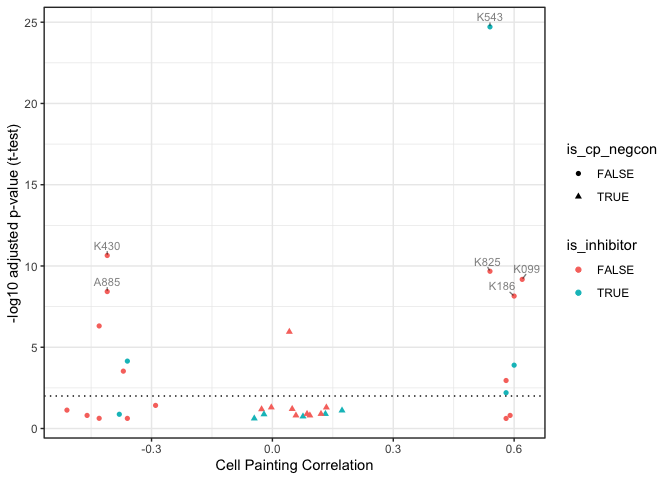 K543
25
20
is_cp_negcon
FALSE
TRUE
-log10 adjusted p-value (t-test)
15
is_inhibitor
K430
FALSE
10
K825
K099
A885
K186
TRUE
5
0
-0.3
0.0
0.3
0.6
Cell Painting Correlation